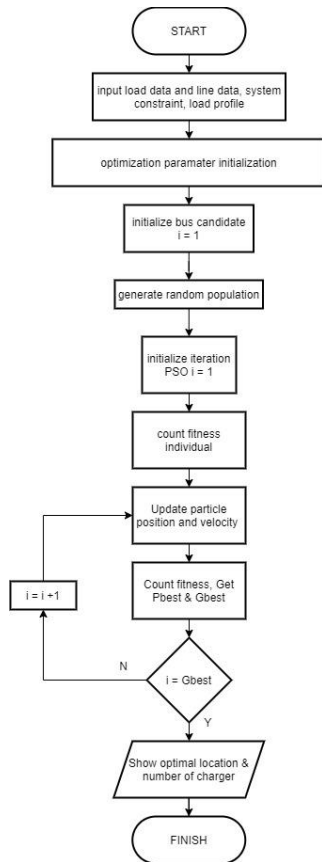 START
input load data and line data, system
constraint, load profile
optimization paramater initialization
initialize bus candidate
i = 1
generate random population
initialize iteration
PSO i = 1
count fitness
individual
Update particle
position and velocity
i = i +1
Count fitness, Get
Pbest & Gbest
N
i = Gbest
Y
Show optimal location &
number of charger
FINISH